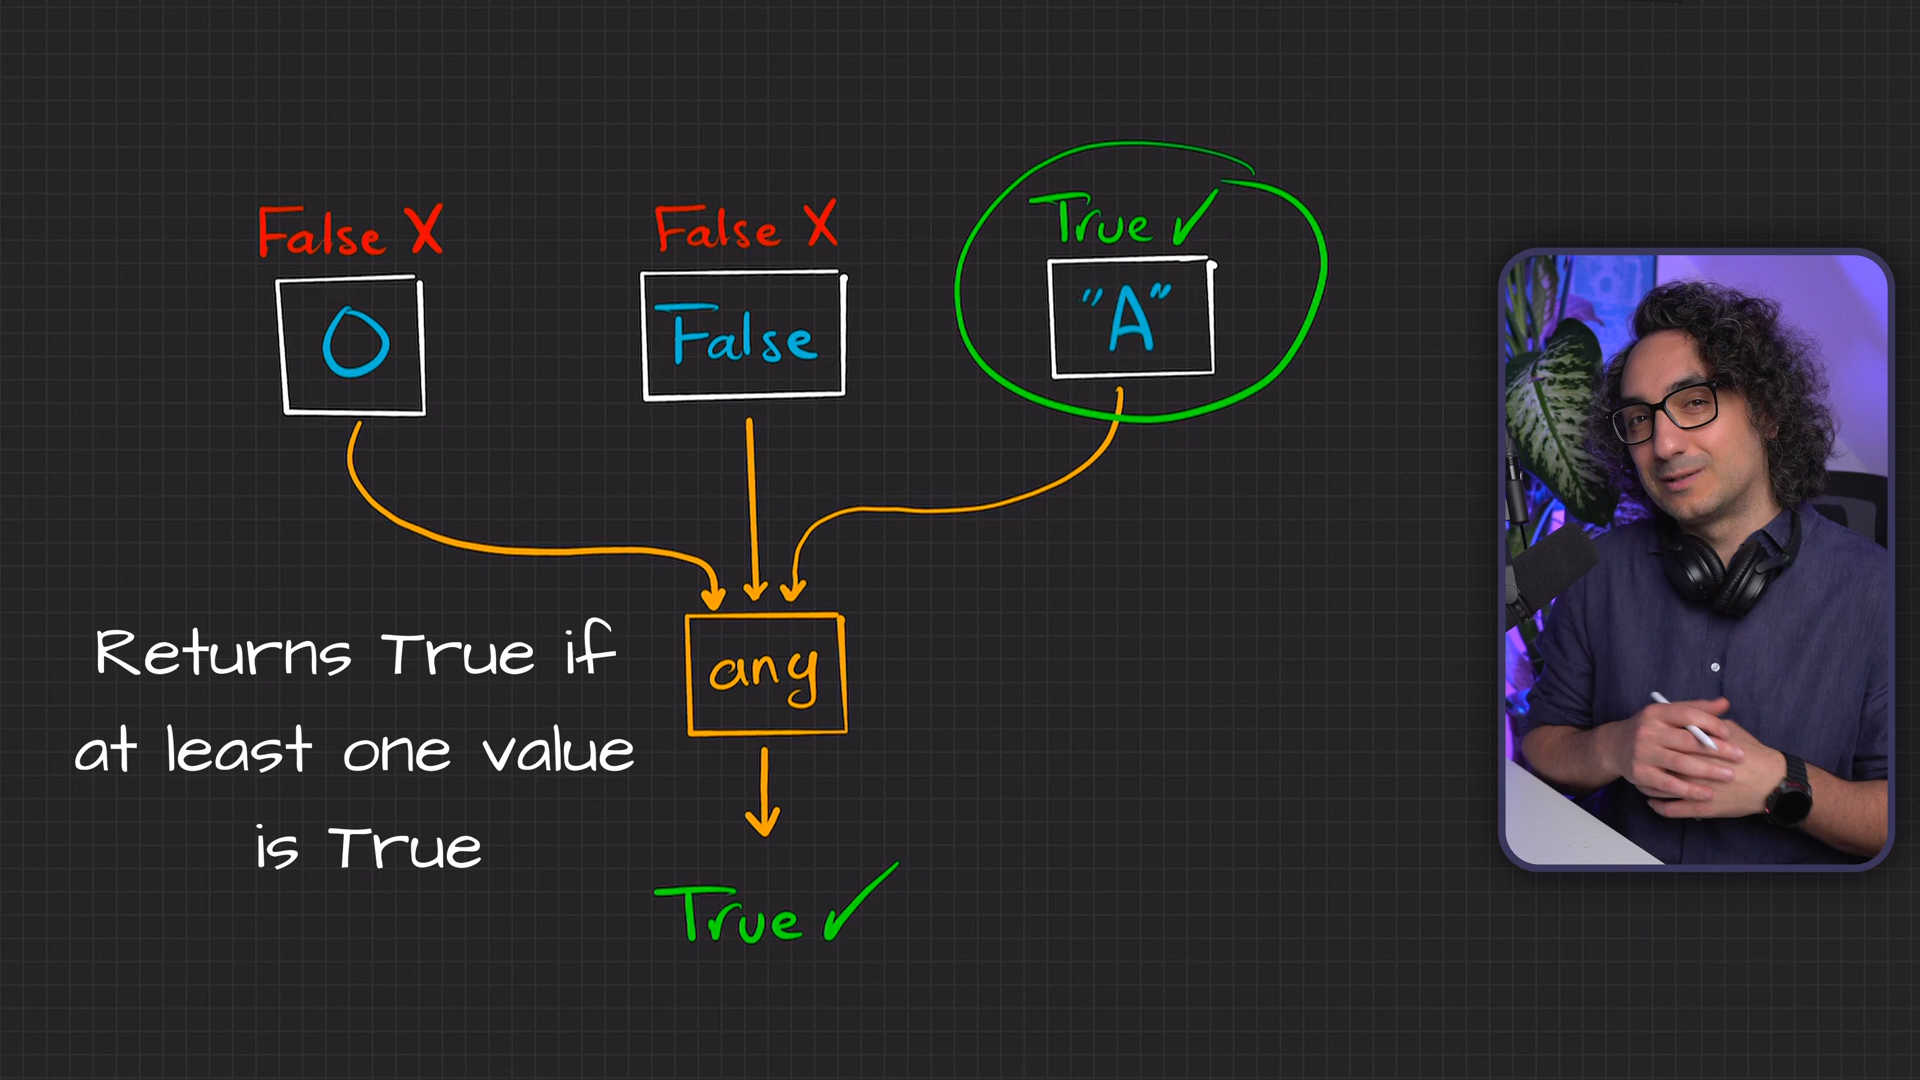 False X
False X
True ✓
0
False
"A"
any
Returns True if
at least one value
is True
True ✓